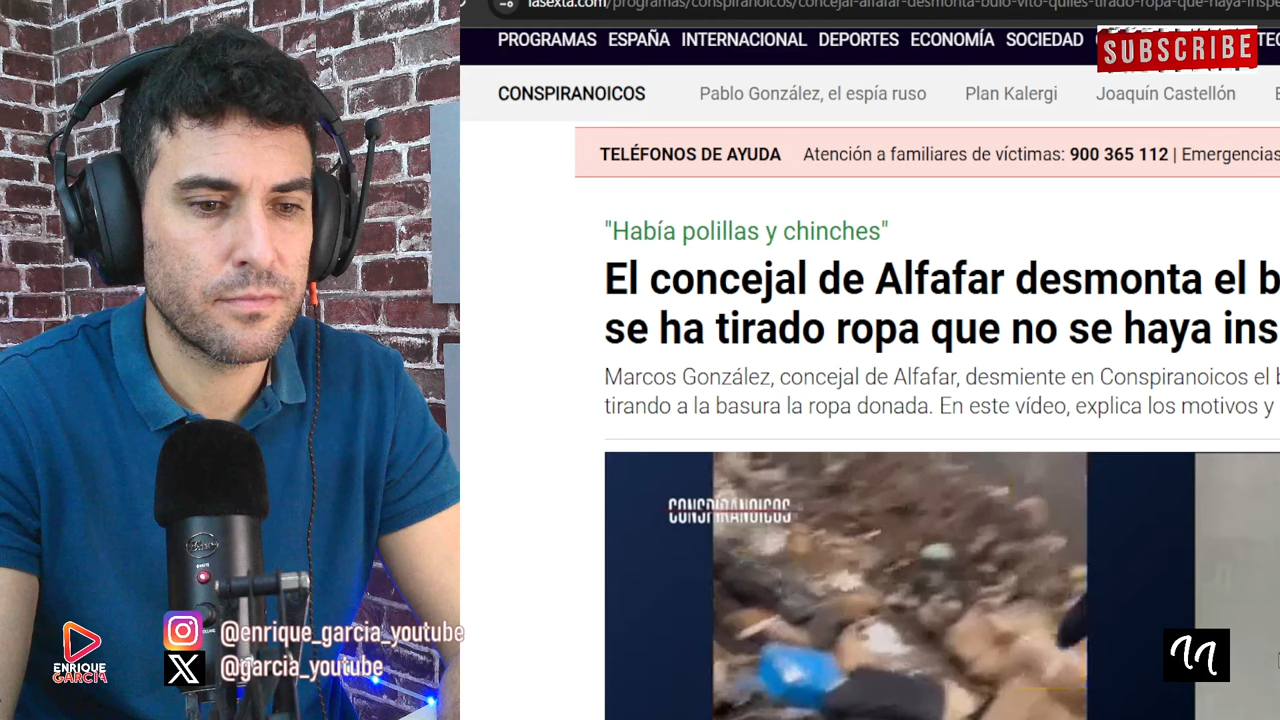 lasexta.com/programas/conspiranoicos/concejal-alfafar-desmonta-bulo-vito-quiles-tirado-ropa-que-haya-inspe
PROGRAMAS ESPAÑA INTERNACIONAL DEPORTES ECONOMÍA SOCIEDAD
SUBSCRIBE
CONSPIRANOICOS Pablo González, el espía ruso Plan Kalergi Joaquín Castellón
TELÉFONOS DE AYUDA Atención a familiares de víctimas: 900 365 112 | Emergencias
"Había polillas y chinches"
El concejal de Alfafar desmonta el b
se ha tirado ropa que no se haya ins
Marcos González, concejal de Alfafar, desmiente en Conspiranoicos el b
tirando a la basura la ropa donada. En este vídeo, explica los motivos y
CONSPIRANOICOS
Blue
@enrique_garcia_youtube
@garcia_youtube
ENRIQUE
GARCIA